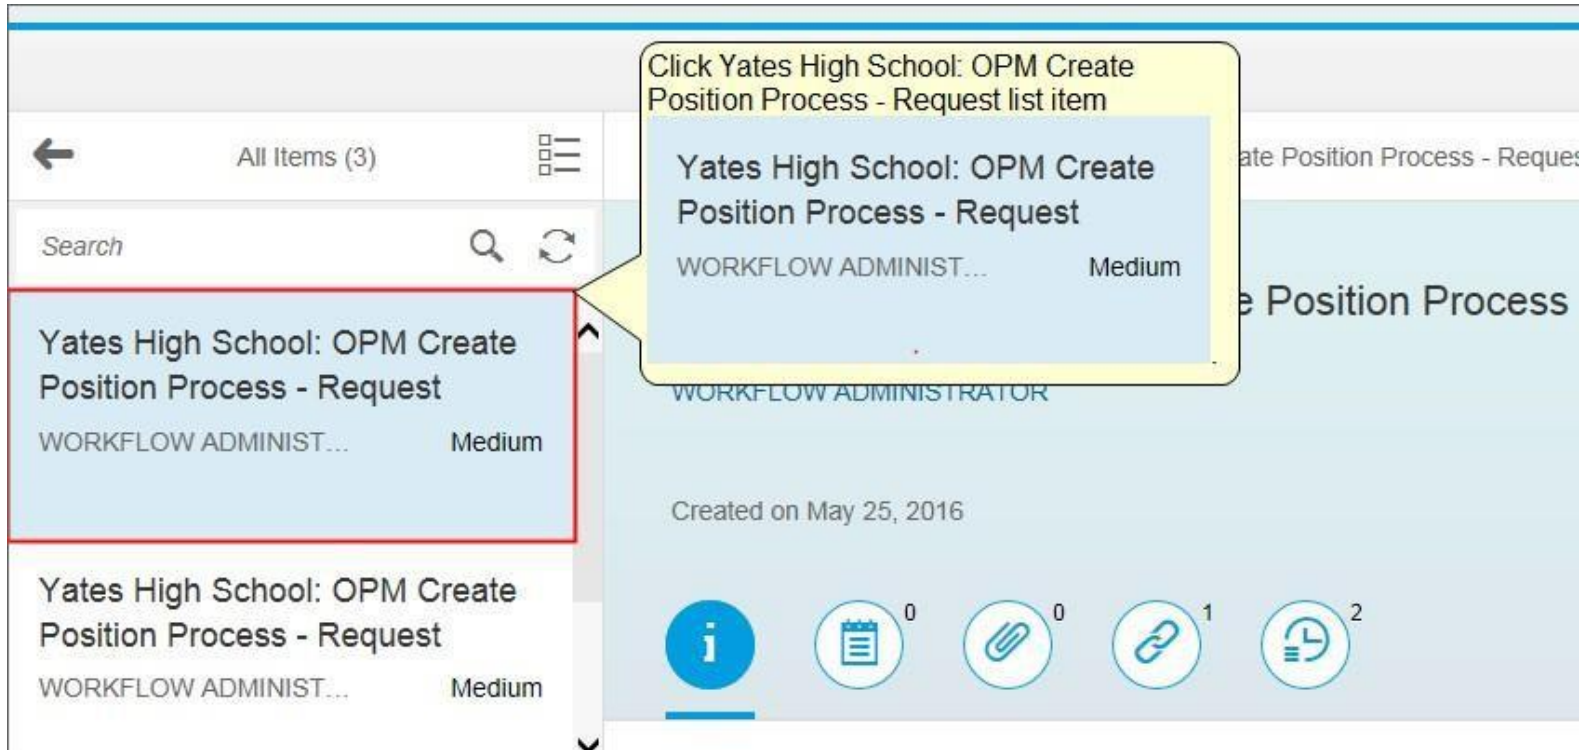 Click Yates High School: OPM Create
Position Process - Request list item
Yates High School: OPM Create
Position Process - Request
WORKFLOW ADMINIST...
Medium
All Items (3)
Search
Yates High School: OPM Create
Position Process - Request
WORKFLOW ADMINIST...
Medium
Yates High School: OPM Create
Position Process - Request
WORKFLOW ADMINIST...
Medium
Position Process - Reques
Position Process
WORKFLOW ADMINISTRATOR
Created on May 25, 2016
i
0
0
1
2